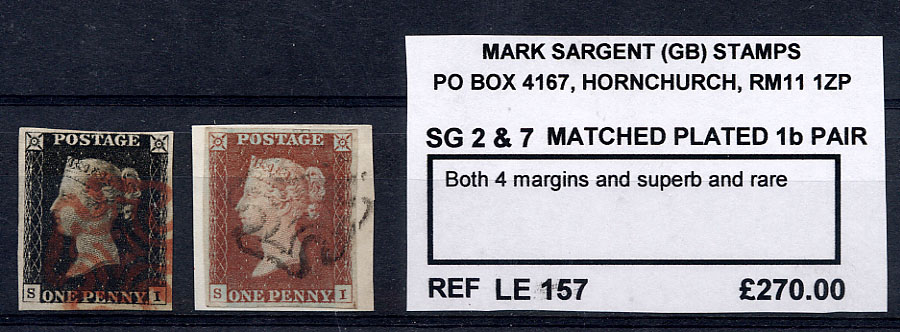 POSTAGE
S ONE PENNY I
POSTAGE
S ONE PENNY I
MARK SARGENT (GB) STAMPS
PO BOX 4167, HORNCHURCH, RM11 1ZP
SG 2 & 7 MATCHED PLATED 1b PAIR
Both 4 margins and superb and rare
REF LE 157 £270.00